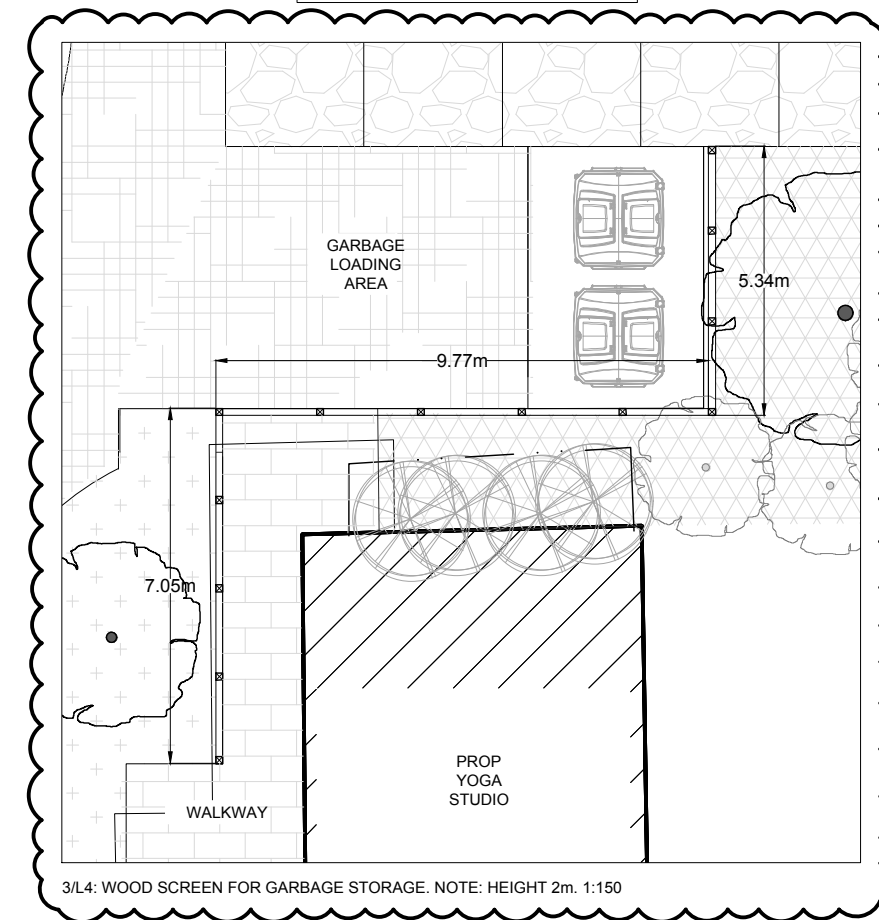 GARBAGE
LOADING
AREA
5.34m
9.77m
7.05m
PROP
YOGA
STUDIO
WALKWAY
3/L4: WOOD SCREEN FOR GARBAGE STORAGE. NOTE: HEIGHT 2m. 1:150